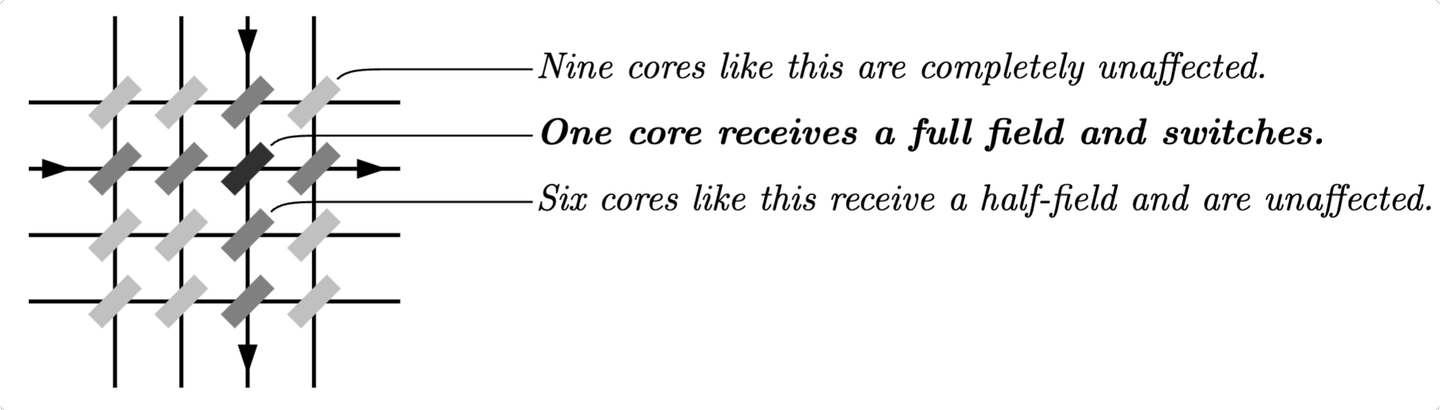 Nine cores like this are completely unaffected.
One core receives a full field and switches.
Six cores like this receive a half-field and are unaffected.